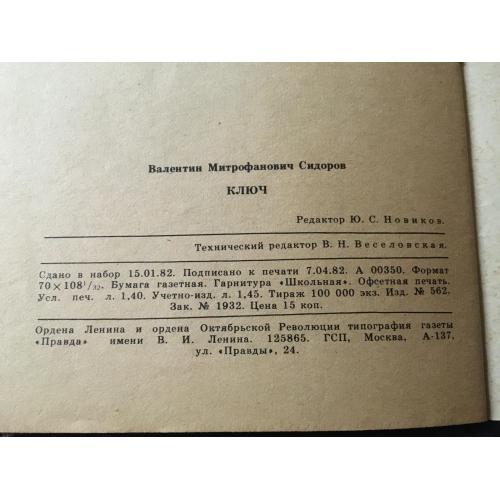 Валентин Митрофанович Сидоров
КЛЮЧ
Редактор Ю. С. Новиков.
Технический редактор В. Н. Веселовская.
Сдано в набор 15.01.82. Подписано к печати 7.04.82. А 00350. Формат
70×108¹/₃₂. Бумага газетная. Гарнитура «Школьная». Офсетная печать.
Усл. печ. л. 1,40. Учетно-изд. л. 1,45. Тираж 100 000 экз. Изд. № 562.
Зак. № 1932. Цена 15 коп.
Ордена Ленина и ордена Октябрьской Революции типография газеты
«Правда» имени В. И. Ленина. 125865. ГСП, Москва, А-137,
ул. «Правды», 24.